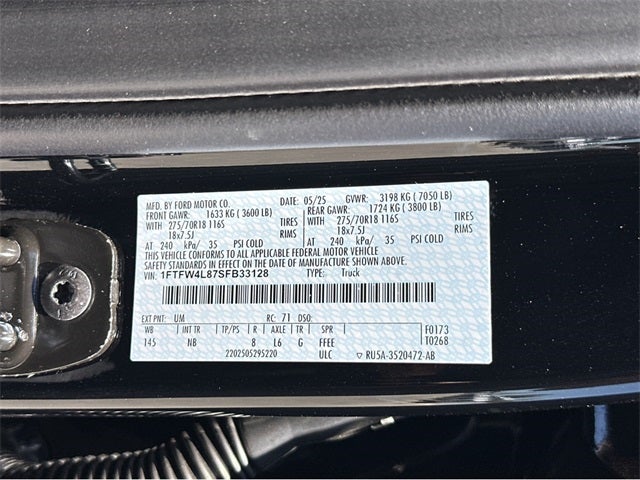 MFD. BY FORD MOTOR CO. DATE: 05/25 GVWR: 3198 KG ( 7050 LB)
FRONT GAWR: 1633 KG ( 3600 LB) REAR GAWR: 1724 KG ( 3800 LB)
WITH 275/70R18 116S TIRES WITH 275/70R18 116S TIRES
18x7.5J RIMS 18x7.5J RIMS
AT 240 kPa/ 35 PSI COLD AT 240 kPa/ 35 PSI COLD
THIS VEHICLE CONFORMS TO ALL APPLICABLE FEDERAL MOTOR VEHICLE
SAFETY AND THEFT PREVENTION STANDARDS IN EFFECT ON THE DATE OF MANUFACTURE SHOWN ABOVE.
VIN: 1FTFW4L87SFB33128 TYPE: Truck
EXT PNT: UM RC: 71 DSO:
WB INT TR TP/PS R AXLE TR SPR F0173
145 NB 8 L6 G FFEE T0268
2202505295220 ULC ▽ RU5A-3520472-AB